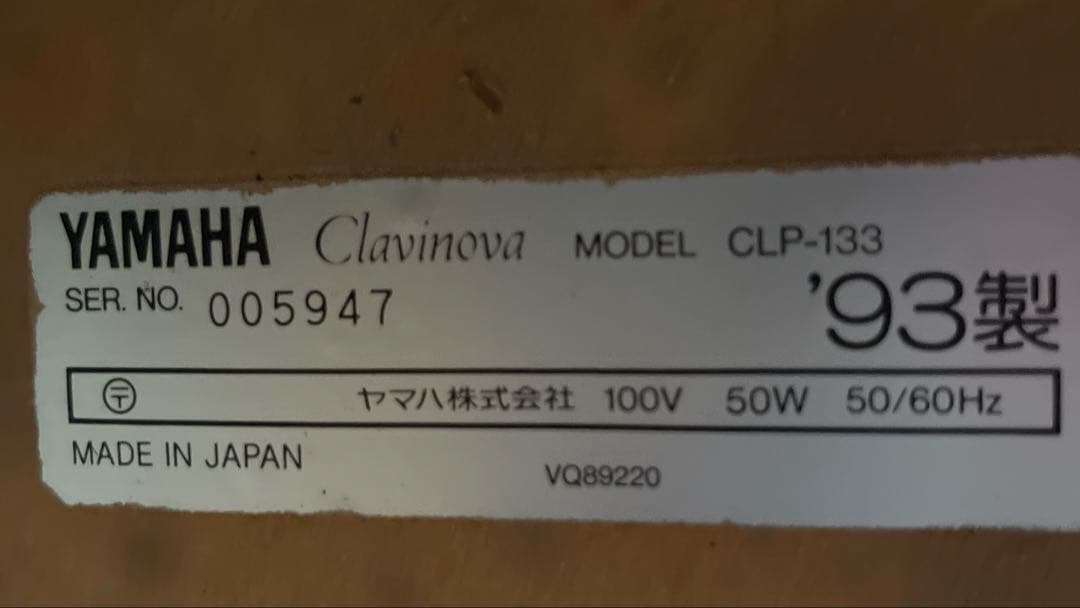 YAMAHA Clavinova MODEL CLP-133
SER. NO. 005947
'93製
〒 ヤマハ株式会社 100V 50W 50/60Hz
MADE IN JAPAN
VQ89220